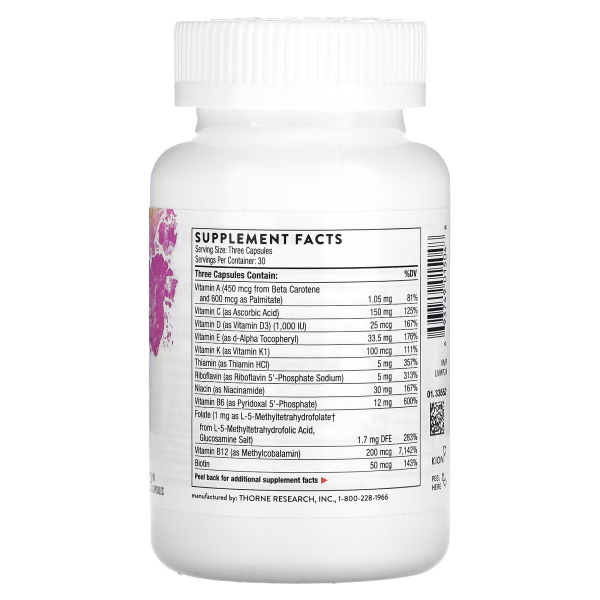 SUPPLEMENT FACTS
Serving Size: Three Capsules
Servings Per Container: 30
Three Capsules Contain: %DV
Vitamin A (450 mcg from Beta Carotene
and 600 mcg as Palmitate) 1.05 mg 81%
Vitamin C (as Ascorbic Acid) 150 mg 125%
Vitamin D (as Vitamin D3) (1,000 IU) 25 mcg 167%
Vitamin E (as d-Alpha Tocopheryl) 33.5 mg 176%
Vitamin K (as Vitamin K1) 100 mcg 111%
Thiamin (as Thiamin HCl) 5 mg 357%
Riboflavin (as Riboflavin 5'-Phosphate Sodium) 5 mg 313%
Niacin (as Niacinamide) 30 mg 167%
Vitamin B6 (as Pyridoxal 5'-Phosphate) 12 mg 600%
Folate (1 mg as L-5-Methyltetrahydrofolate†
from L-5-Methyltetrahydrofolic Acid,
Glucosamine Salt) 1.7 mg DFE 283%
Vitamin B12 (as Methylcobalamin) 200 mcg 7,142%
Biotin 50 mcg 143%
Peel back for additional supplement facts
manufactured by: THORNE RESEARCH, INC., 1-800-228-1966
PEEL
HERE